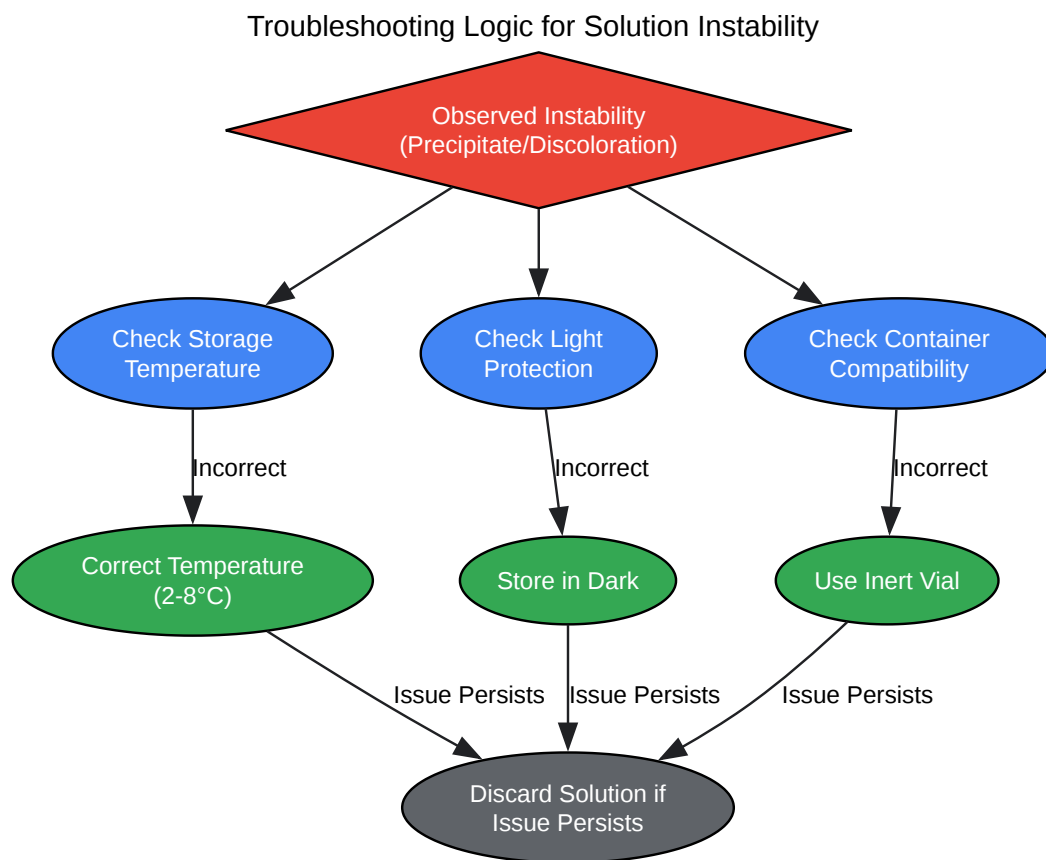 Troubleshooting Logic for Solution Instability
Observed Instability
(Precipitate/Discoloration)
Check Storage
Temperature
Check Light
Protection
Check Container
Compatibility
Incorrect
Incorrect
Incorrect
Correct Temperature
(2-8°C)
Store in Dark
Use Inert Vial
Issue Persists
Issue Persists
Issue Persists
Discard Solution if
Issue Persists